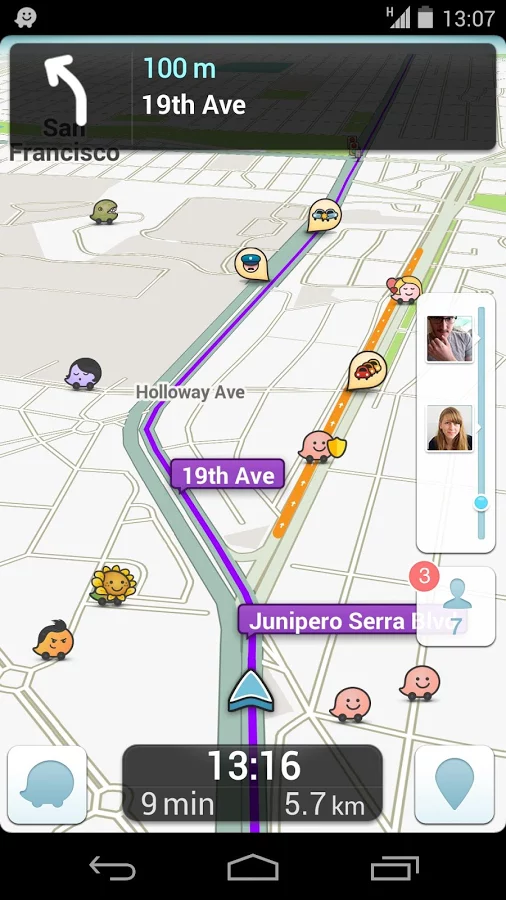 H
13:07
100 m
19th Ave
San
Francisco
Holloway Ave
19th Ave
Junipero Serra Blvd
3
7
13:16
9 min
5.7 km